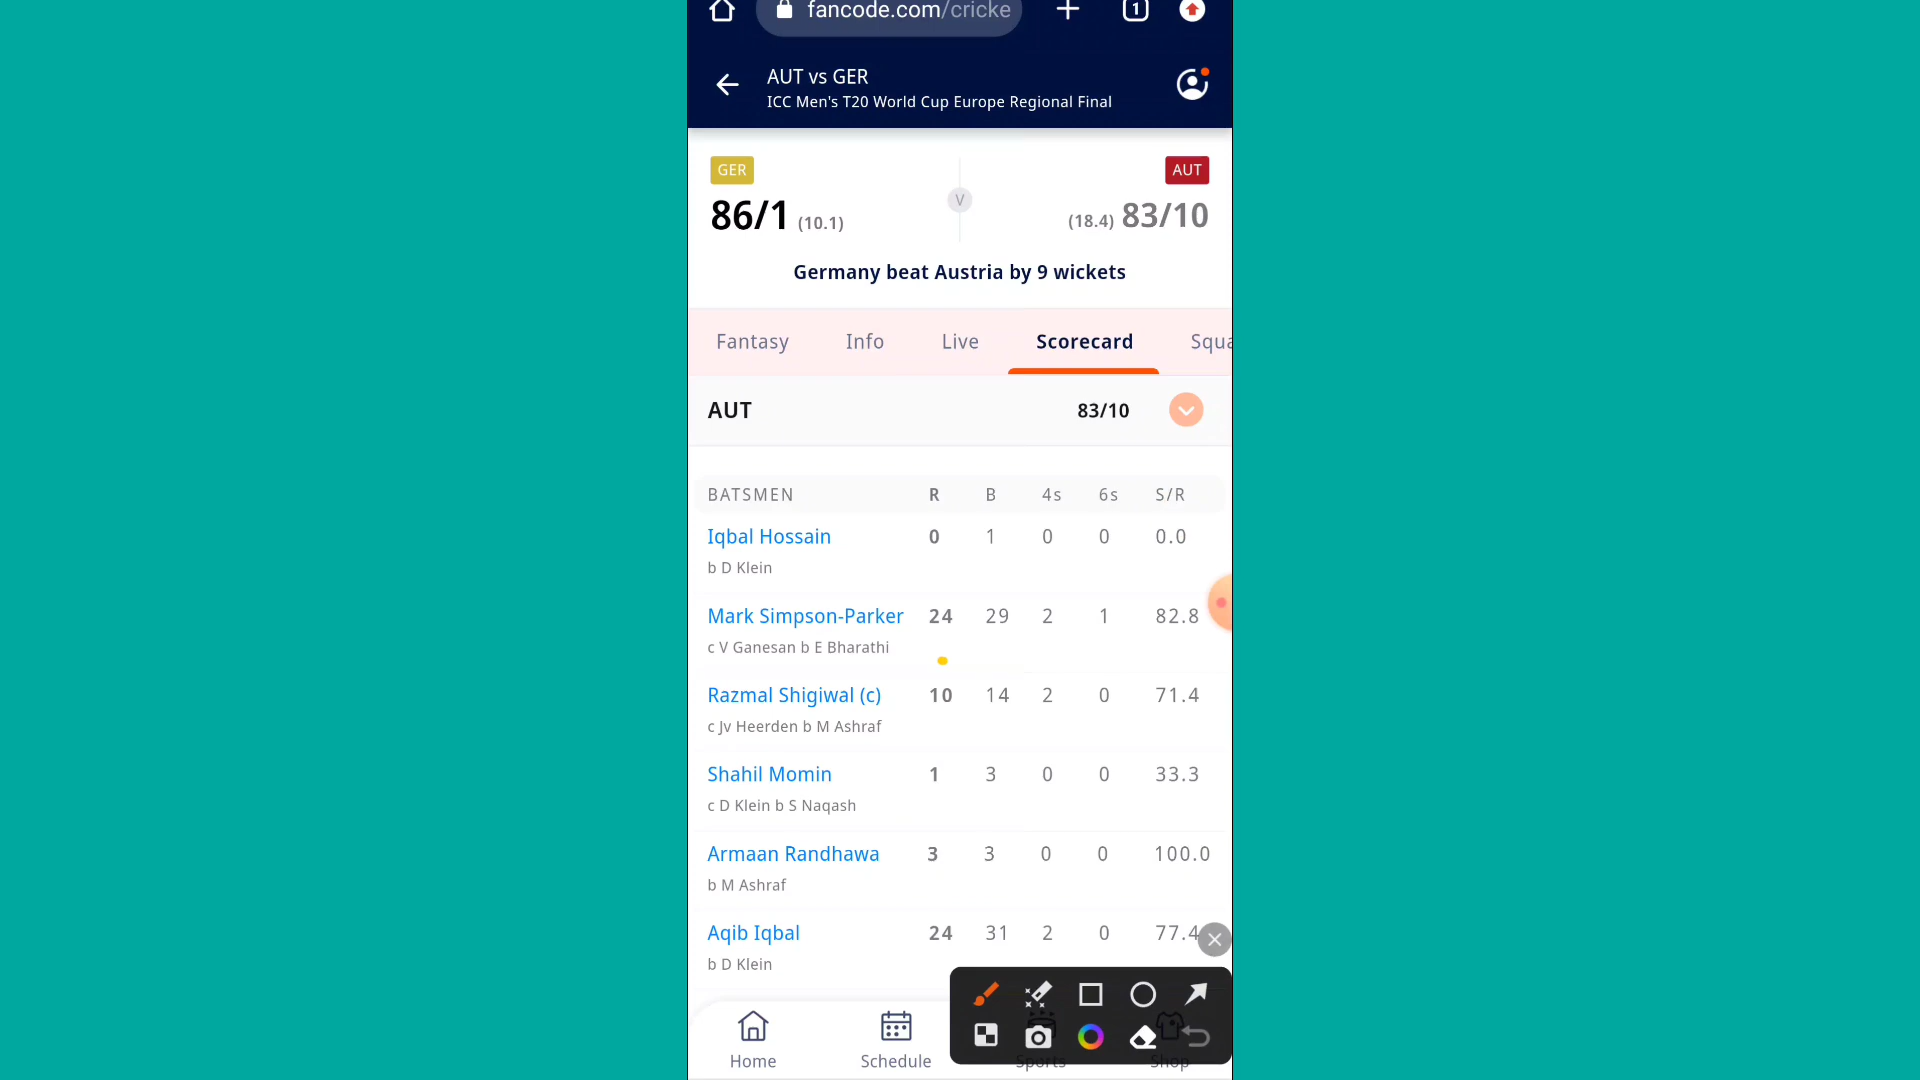 fancode.com/cricke
1
AUT vs GER
ICC Men's T20 World Cup Europe Regional Final
GER
AUT
86/1 (10.1)
V
(18.4) 83/10
Germany beat Austria by 9 wickets
Fantasy Info Live Scorecard Squa
AUT 83/10
BATSMEN R B 4s 6s S/R
Iqbal Hossain 0 1 0 0 0.0
b D Klein
Mark Simpson-Parker 24 29 2 1 82.8
c V Ganesan b E Bharathi
Razmal Shigiwal (c) 10 14 2 0 71.4
c Jv Heerden b M Ashraf
Shahil Momin 1 3 0 0 33.3
c D Klein b S Naqash
Armaan Randhawa 3 3 0 0 100.0
b M Ashraf
Aqib Iqbal 24 31 2 0 77.4
b D Klein
Home Schedule Sports Shop